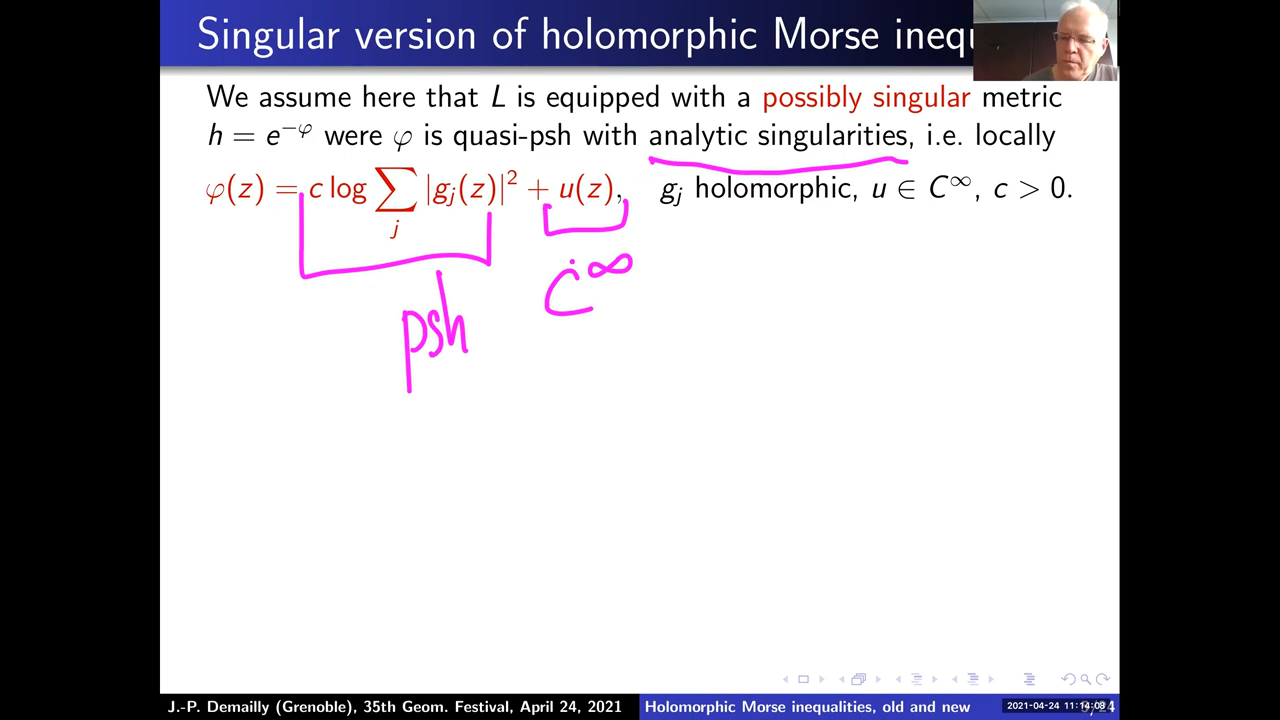 Singular version of holomorphic Morse inequ
We assume here that L is equipped with a possibly singular metric
h = e^{−φ} were φ is quasi-psh with analytic singularities, i.e. locally
φ(z) = c log ∑_j |g_j(z)|² + u(z), g_j holomorphic, u ∈ C^∞, c > 0.
C^∞
psh
J.-P. Demailly (Grenoble), 35th Geom. Festival, April 24, 2021
Holomorphic Morse inequalities, old and new
2021-04-24 11:14:08
/24